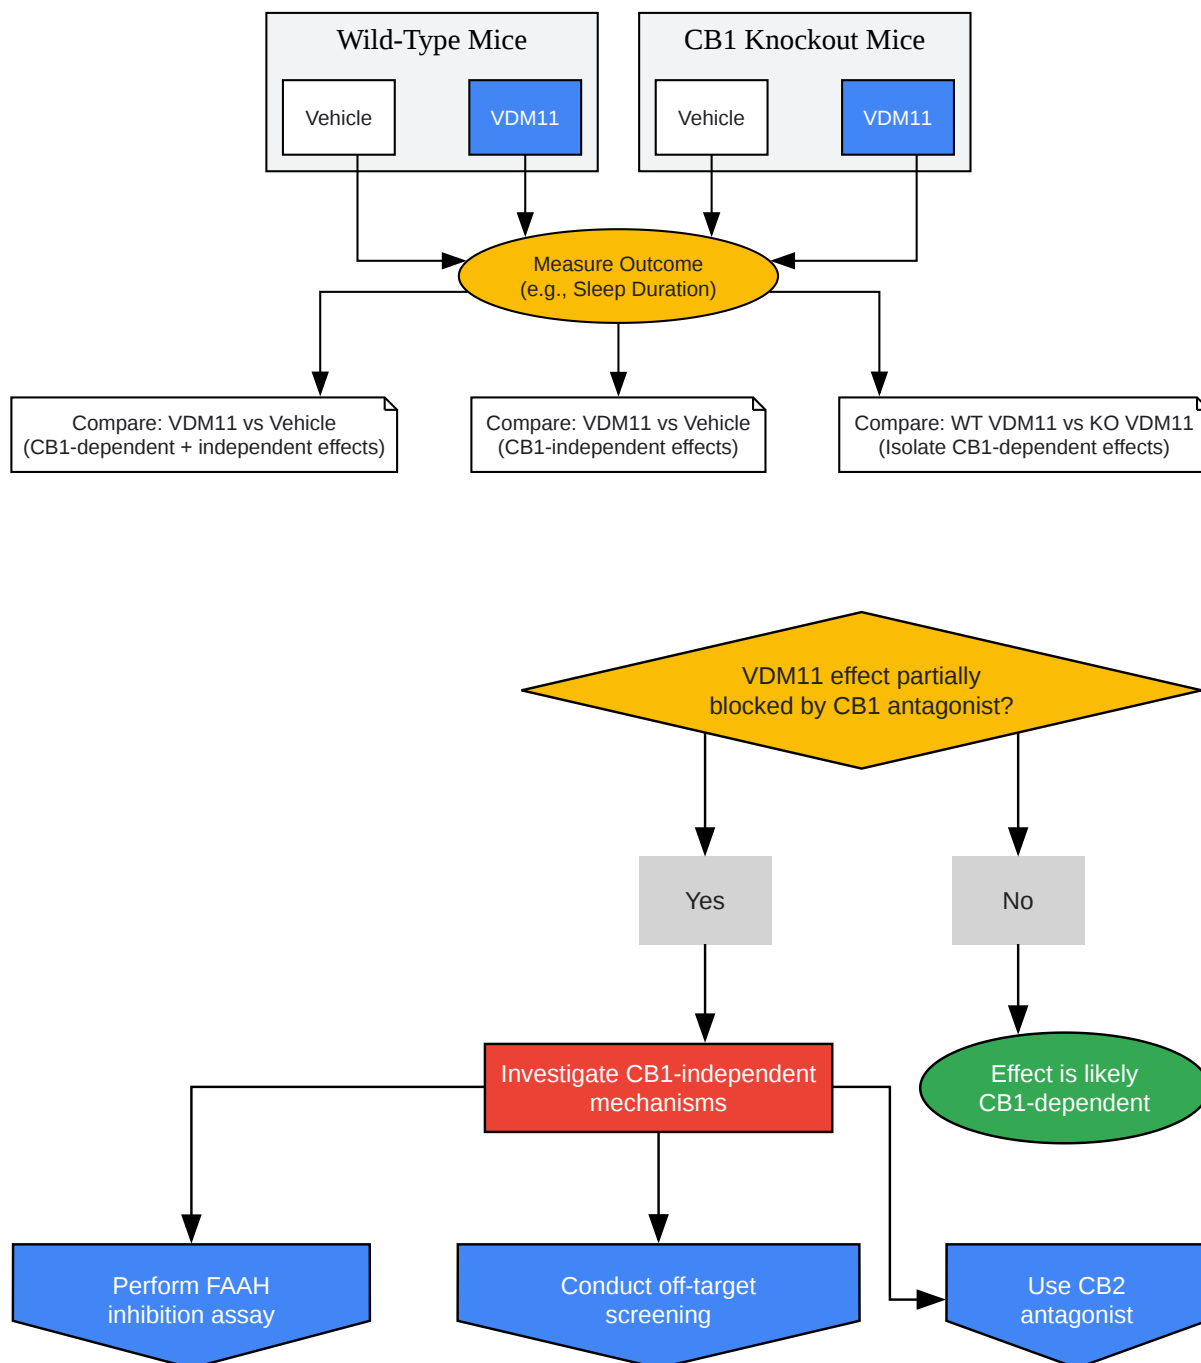 Wild-Type Mice
CB1 Knockout Mice
Vehicle
VDM11
Vehicle
VDM11
Measure Outcome
(e.g., Sleep Duration)
Compare: VDM11 vs Vehicle
(CB1-dependent + independent effects)
Compare: VDM11 vs Vehicle
(CB1-independent effects)
Compare: WT VDM11 vs KO VDM11
(Isolate CB1-dependent effects)
VDM11 effect partially
blocked by CB1 antagonist?
Yes
No
Investigate CB1-independent
mechanisms
Effect is likely
CB1-dependent
Perform FAAH
inhibition assay
Conduct off-target
screening
Use CB2
antagonist